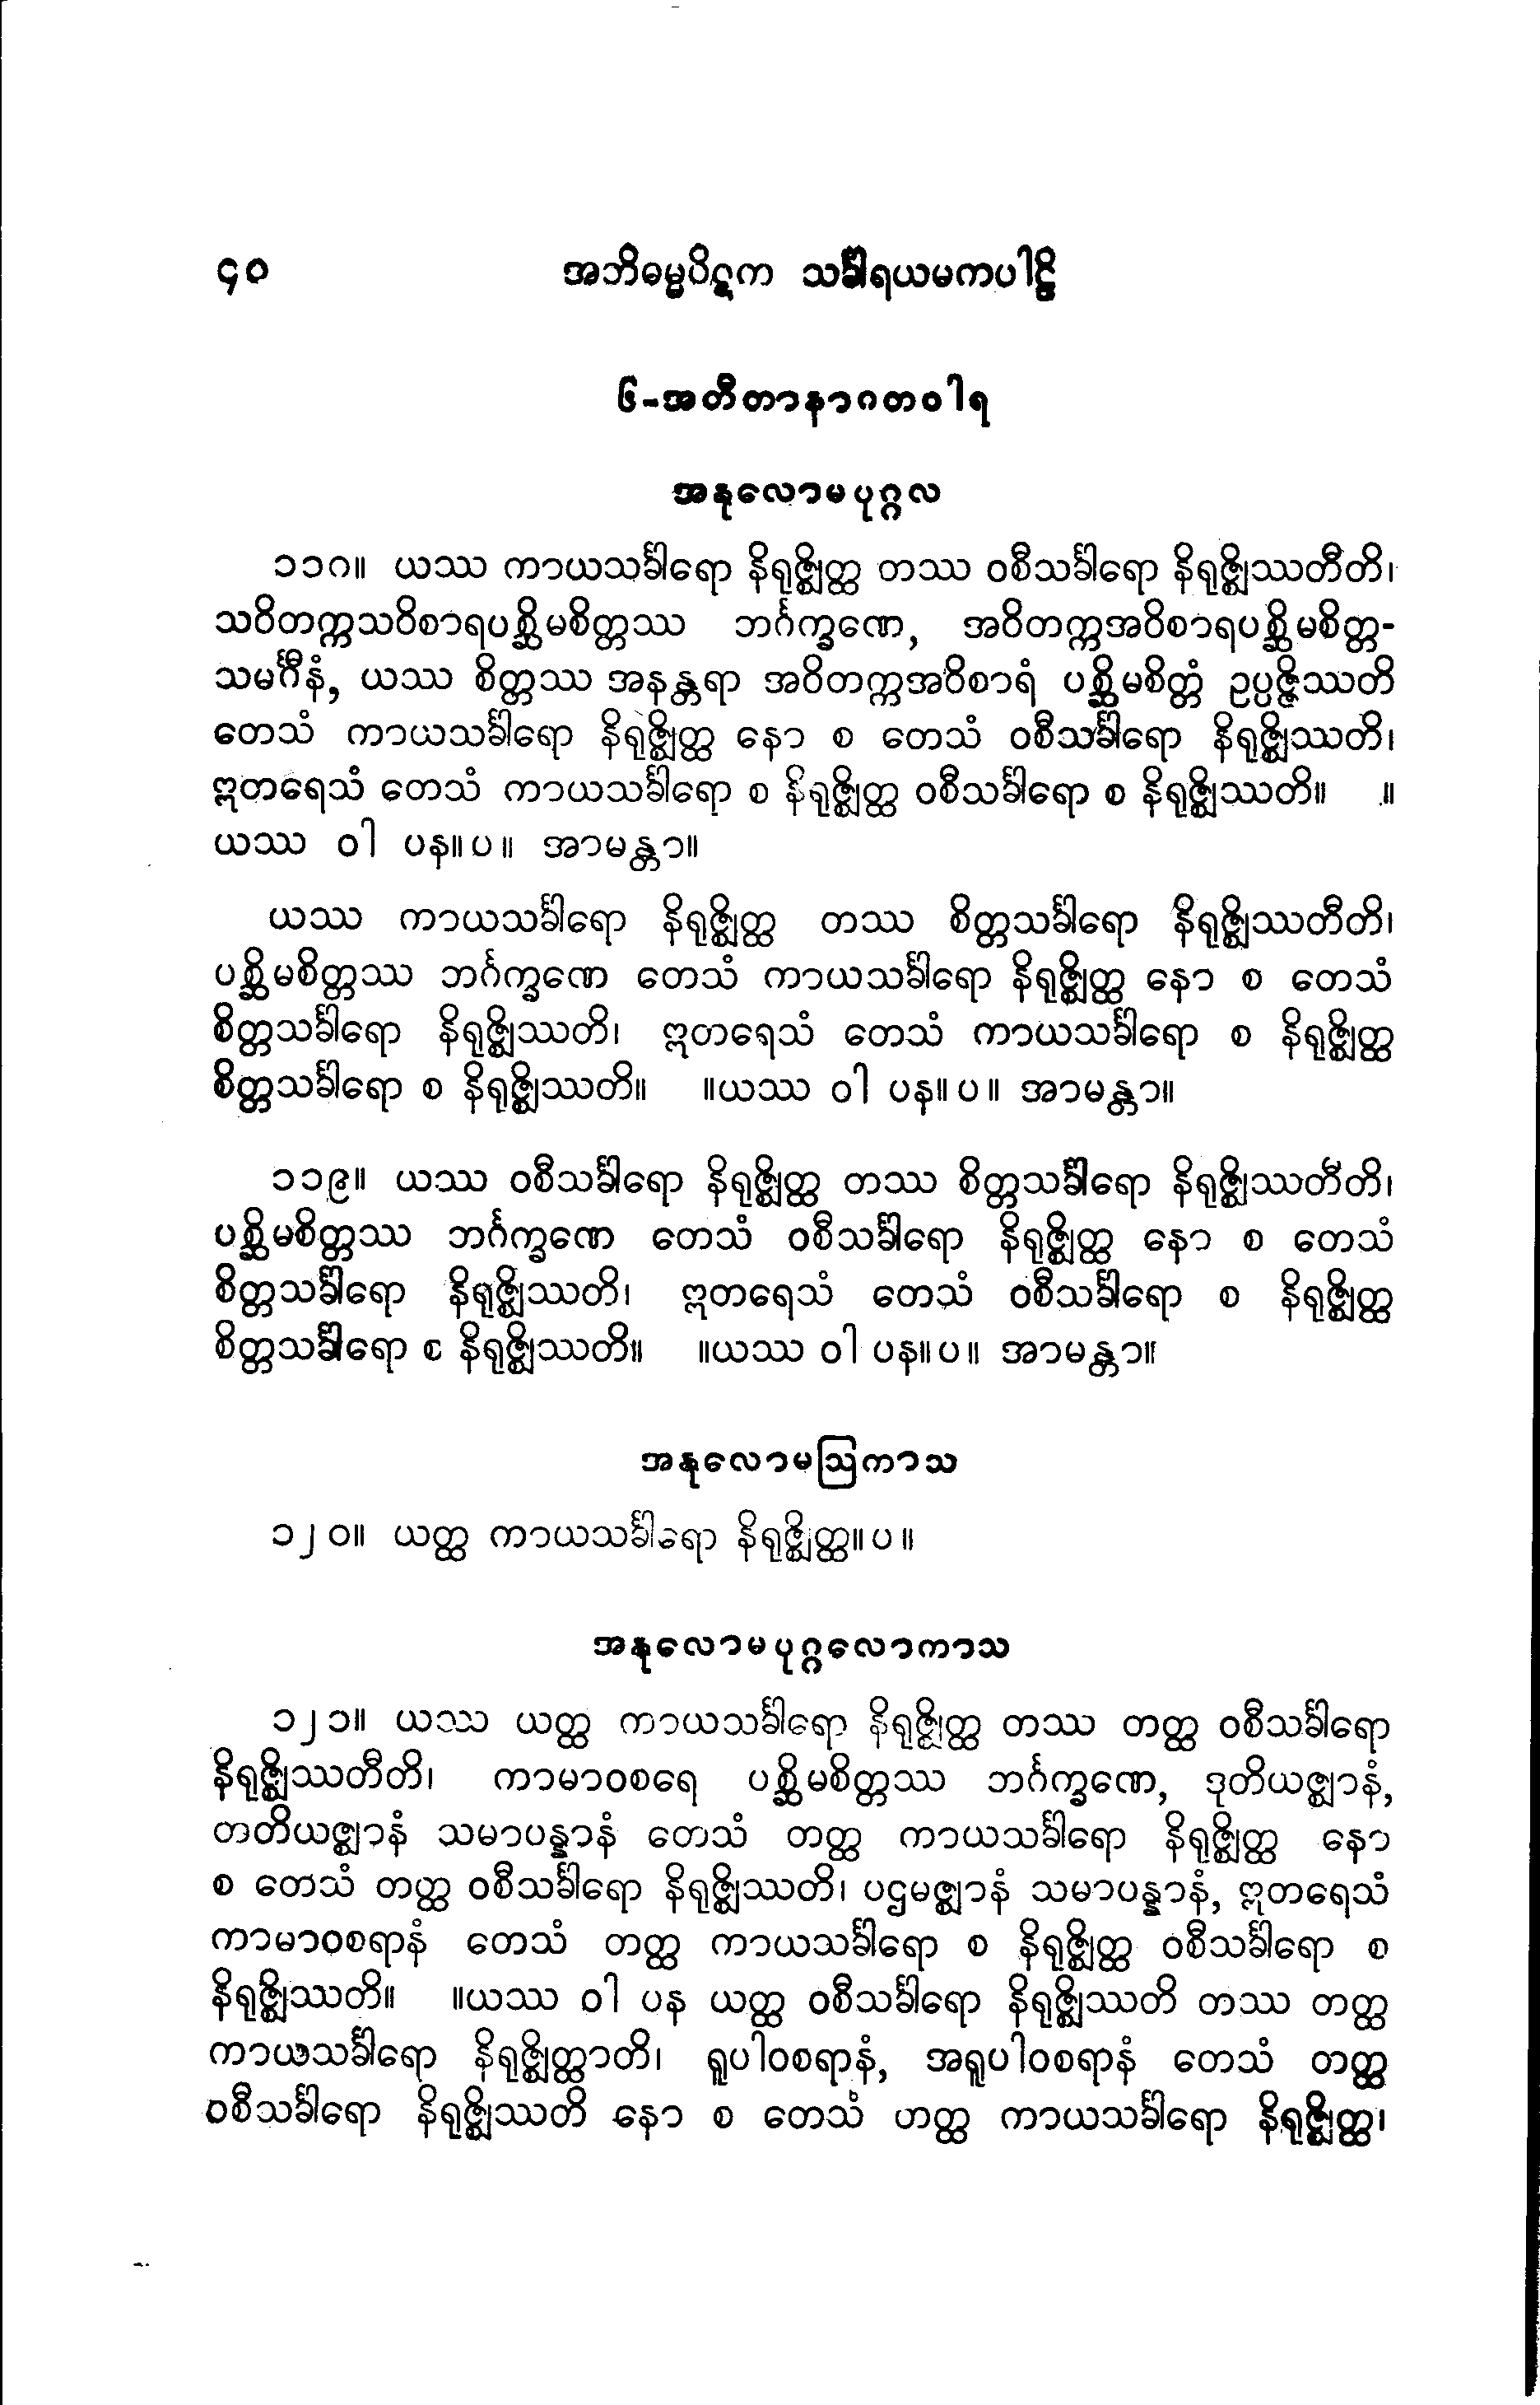 ၄၀ အဘိဓမ္မပိဋက သင်္ခါရယမကပါဠိ
၆-အတီတာနာဂတဝါရ
အနုလောမပုဂ္ဂလ
၁၁၈။ ယဿ ကာယသင်္ခါရော နိရုဇ္ဈိတ္ထ တဿ ဝစီသင်္ခါရော နိရုဇ္ဈိဿတီတိ၊
သဝိတက္ကသဝိစာရပစ္ဆိမစိတ္တဿ ဘင်္ဂက္ခဏေ, အဝိတက္ကအဝိစာရပစ္ဆိမစိတ္တ-
သမင်္ဂီနံ, ယဿ စိတ္တဿ အနန္တရာ အဝိတက္ကအဝိစာရံ ပစ္ဆိမစိတ္တံ ဥပ္ပဇ္ဇိဿတိ
တေသံ ကာယသင်္ခါရော နိရုဇ္ဈိတ္ထ နော စ တေသံ ဝစီသင်္ခါရော နိရုဇ္ဈိဿတိ၊
ဣတရေသံ တေသံ ကာယသင်္ခါရော စ နိရုဇ္ဈိတ္ထ ဝစီသင်္ခါရော စ နိရုဇ္ဈိဿတိ။ ။
ယဿ ဝါ ပန။ပ။ အာမန္တာ။
ယဿ ကာယသင်္ခါရော နိရုဇ္ဈိတ္ထ တဿ စိတ္တသင်္ခါရော နိရုဇ္ဈိဿတီတိ၊
ပစ္ဆိမစိတ္တဿ ဘင်္ဂက္ခဏေ တေသံ ကာယသင်္ခါရော နိရုဇ္ဈိတ္ထ နော စ တေသံ
စိတ္တသင်္ခါရော နိရုဇ္ဈိဿတိ၊ ဣတရေသံ တေသံ ကာယသင်္ခါရော စ နိရုဇ္ဈိတ္ထ
စိတ္တသင်္ခါရော စ နိရုဇ္ဈိဿတိ။ ။ယဿ ဝါ ပန။ပ။ အာမန္တာ။
၁၁၉။ ယဿ ဝစီသင်္ခါရော နိရုဇ္ဈိတ္ထ တဿ စိတ္တသင်္ခါရော နိရုဇ္ဈိဿတီတိ၊
ပစ္ဆိမစိတ္တဿ ဘင်္ဂက္ခဏေ တေသံ ဝစီသင်္ခါရော နိရုဇ္ဈိတ္ထ နော စ တေသံ
စိတ္တသင်္ခါရော နိရုဇ္ဈိဿတိ၊ ဣတရေသံ တေသံ ဝစီသင်္ခါရော စ နိရုဇ္ဈိတ္ထ
စိတ္တသင်္ခါရော စ နိရုဇ္ဈိဿတိ။ ။ယဿ ဝါ ပန။ပ။ အာမန္တာ။
အနုလောမဩကာသ
၁၂၀။ ယတ္ထ ကာယသင်္ခါရော နိရုဇ္ဈိတ္ထ။ပ။
အနုလောမပုဂ္ဂလောကာသ
၁၂၁။ ယဿ ယတ္ထ ကာယသင်္ခါရော နိရုဇ္ဈိတ္ထ တဿ တတ္ထ ဝစီသင်္ခါရော
နိရုဇ္ဈိဿတီတိ၊ ကာမာဝစရေ ပစ္ဆိမစိတ္တဿ ဘင်္ဂက္ခဏေ, ဒုတိယဇ္ဈာနံ,
တတိယဇ္ဈာနံ သမာပန္နာနံ တေသံ တတ္ထ ကာယသင်္ခါရော နိရုဇ္ဈိတ္ထ နော
စ တေသံ တတ္ထ ဝစီသင်္ခါရော နိရုဇ္ဈိဿတိ၊ ပဌမဇ္ဈာနံ သမာပန္နာနံ, ဣတရေသံ
ကာမာဝစရာနံ တေသံ တတ္ထ ကာယသင်္ခါရော စ နိရုဇ္ဈိတ္ထ ဝစီသင်္ခါရော စ
နိရုဇ္ဈိဿတိ။ ။ယဿ ဝါ ပန ယတ္ထ ဝစီသင်္ခါရော နိရုဇ္ဈိဿတိ တဿ တတ္ထ
ကာယသင်္ခါရော နိရုဇ္ဈိတ္ထာတိ၊ ရူပါဝစရာနံ, အရူပါဝစရာနံ တေသံ တတ္ထ
ဝစီသင်္ခါရော နိရုဇ္ဈိဿတိ နော စ တေသံ တတ္ထ ကာယသင်္ခါရော နိရုဇ္ဈိတ္ထ၊